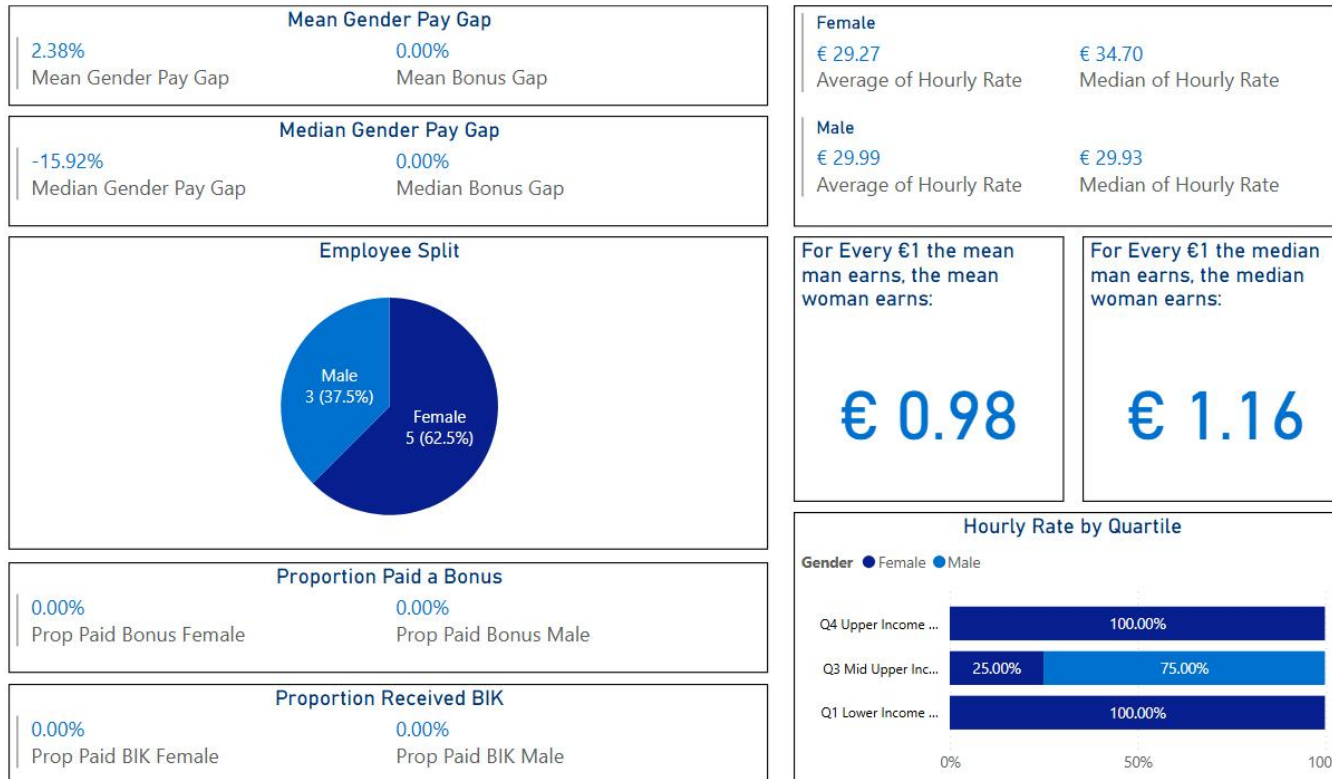 Mean Gender Pay Gap
2.38%
Mean Gender Pay Gap
0.00%
Mean Bonus Gap
Median Gender Pay Gap
-15.92%
Median Gender Pay Gap
0.00%
Median Bonus Gap
Employee Split
Male
3 (37.5%)
Female
5 (62.5%)
Proportion Paid a Bonus
0.00%
Prop Paid Bonus Female
0.00%
Prop Paid Bonus Male
Proportion Received BIK
0.00%
Prop Paid BIK Female
0.00%
Prop Paid BIK Male
Female
€ 29.27
Average of Hourly Rate
€ 34.70
Median of Hourly Rate
Male
€ 29.99
Average of Hourly Rate
€ 29.93
Median of Hourly Rate
For Every €1 the mean
man earns, the mean
woman earns:
€ 0.98
For Every €1 the median
man earns, the median
woman earns:
€ 1.16
Hourly Rate by Quartile
Gender Female Male
Q4 Upper Income ... 100.00%
Q3 Mid Upper Inc... 25.00% 75.00%
Q1 Lower Income ... 100.00%
0% 50% 100